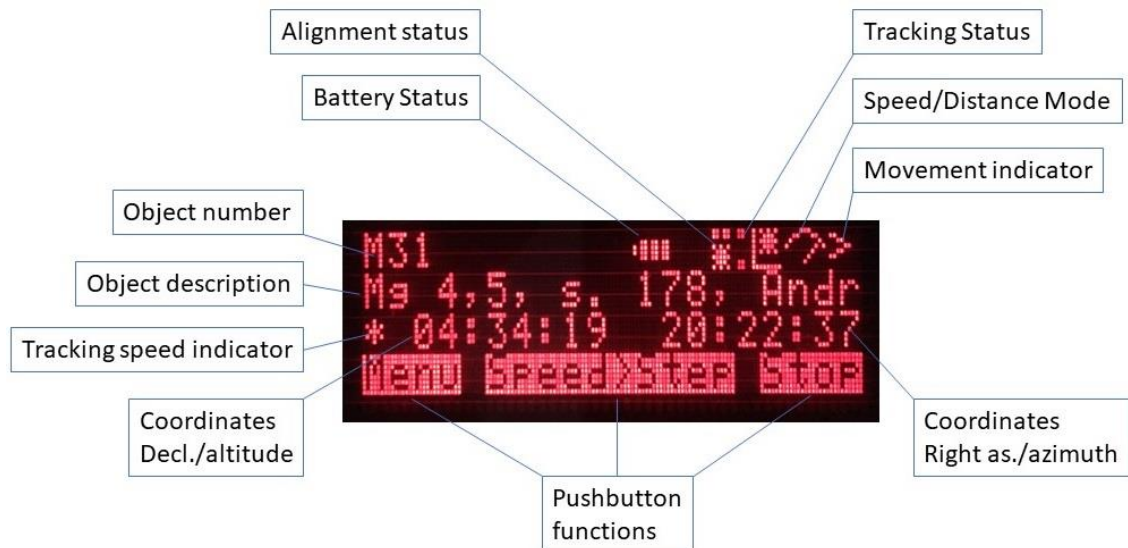 Alignment status
Tracking Status
Battery Status
Speed/Distance Mode
Movement indicator
Object number
Object description
Tracking speed indicator
M31
Mg 4,5, s. 178, Andr
* 04:34:19 20:22:37
Menu Speed>Step Stop
Coordinates
Decl./altitude
Coordinates
Right as./azimuth
Pushbutton
functions